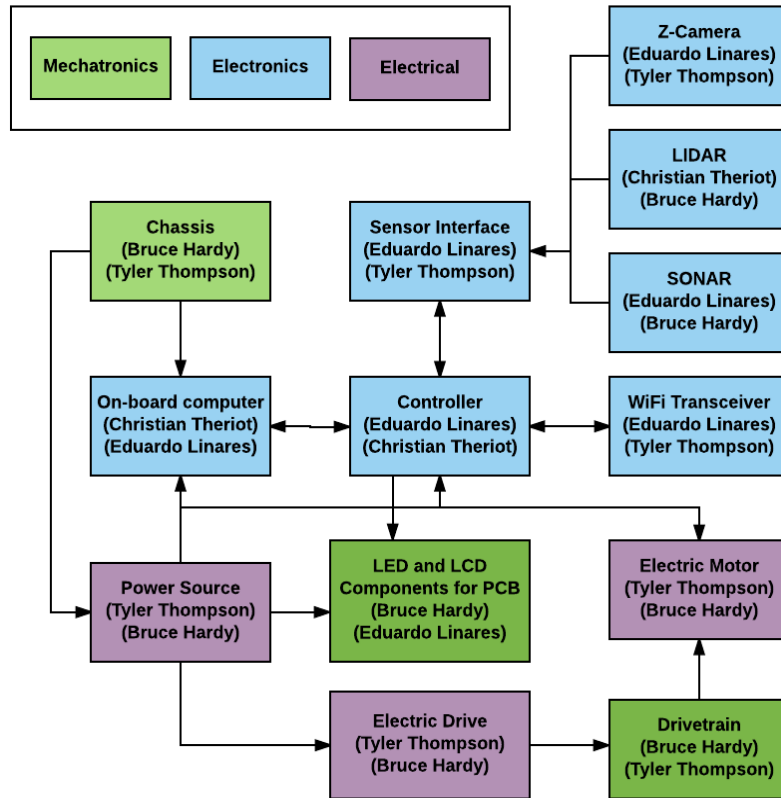 Mechatronics
Electronics
Electrical
Z-Camera
(Eduardo Linares)
(Tyler Thompson)
LIDAR
(Christian Theriot)
(Bruce Hardy)
Chassis
(Bruce Hardy)
(Tyler Thompson)
Sensor Interface
(Eduardo Linares)
(Tyler Thompson)
SONAR
(Eduardo Linares)
(Bruce Hardy)
On-board computer
(Christian Theriot)
(Eduardo Linares)
Controller
(Eduardo Linares)
(Christian Theriot)
WiFi Transceiver
(Eduardo Linares)
(Tyler Thompson)
Power Source
(Tyler Thompson)
(Bruce Hardy)
LED and LCD
Components for PCB
(Bruce Hardy)
(Eduardo Linares)
Electric Motor
(Tyler Thompson)
(Bruce Hardy)
Electric Drive
(Tyler Thompson)
(Bruce Hardy)
Drivetrain
(Bruce Hardy)
(Tyler Thompson)